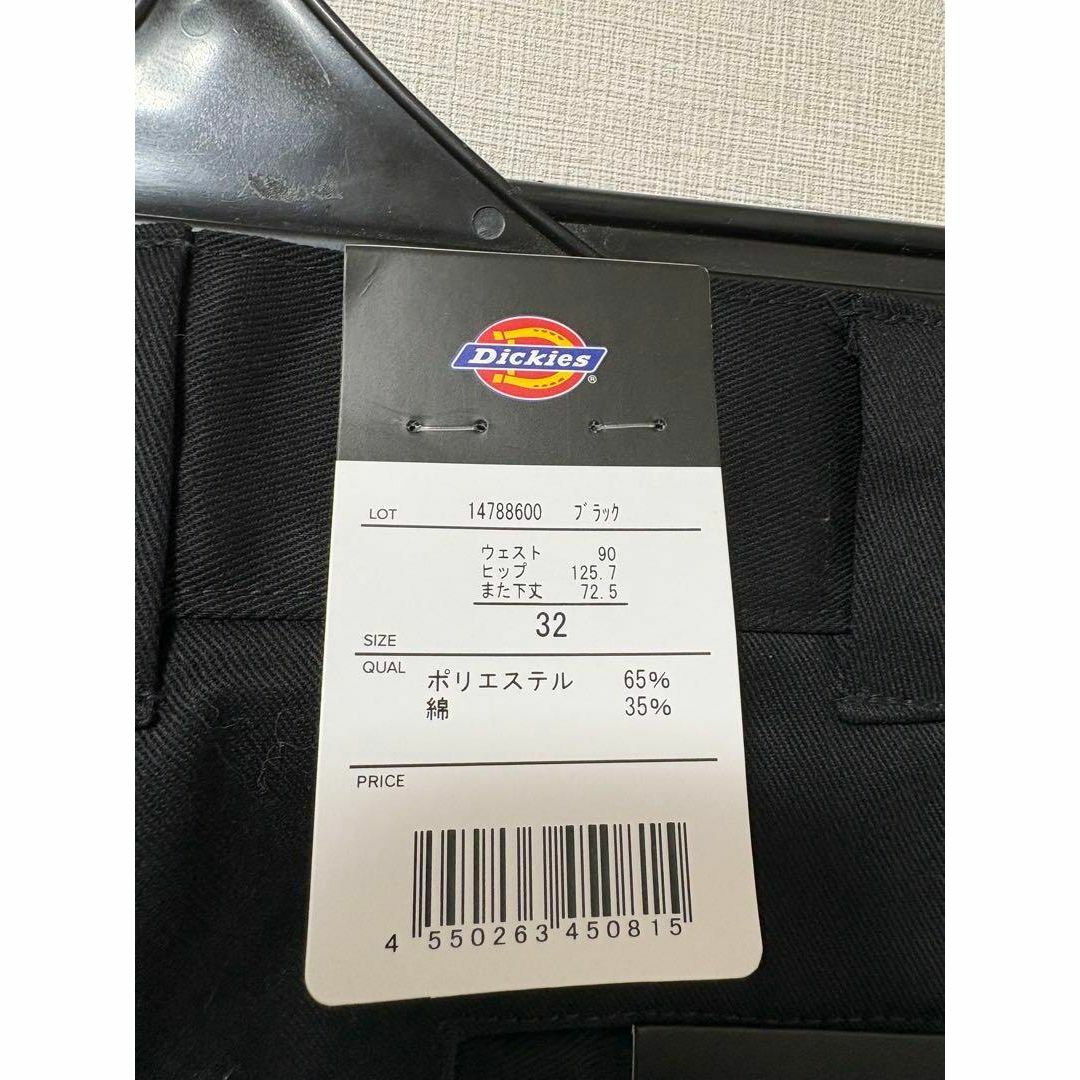 Dickies
®
LOT 14788600 ﾌﾞﾗｯｸ
ウェスト 90
ヒップ 125.7
また下丈 72.5
SIZE 32
QUAL ポリエステル 65%
綿 35%
PRICE
4 550263 450815